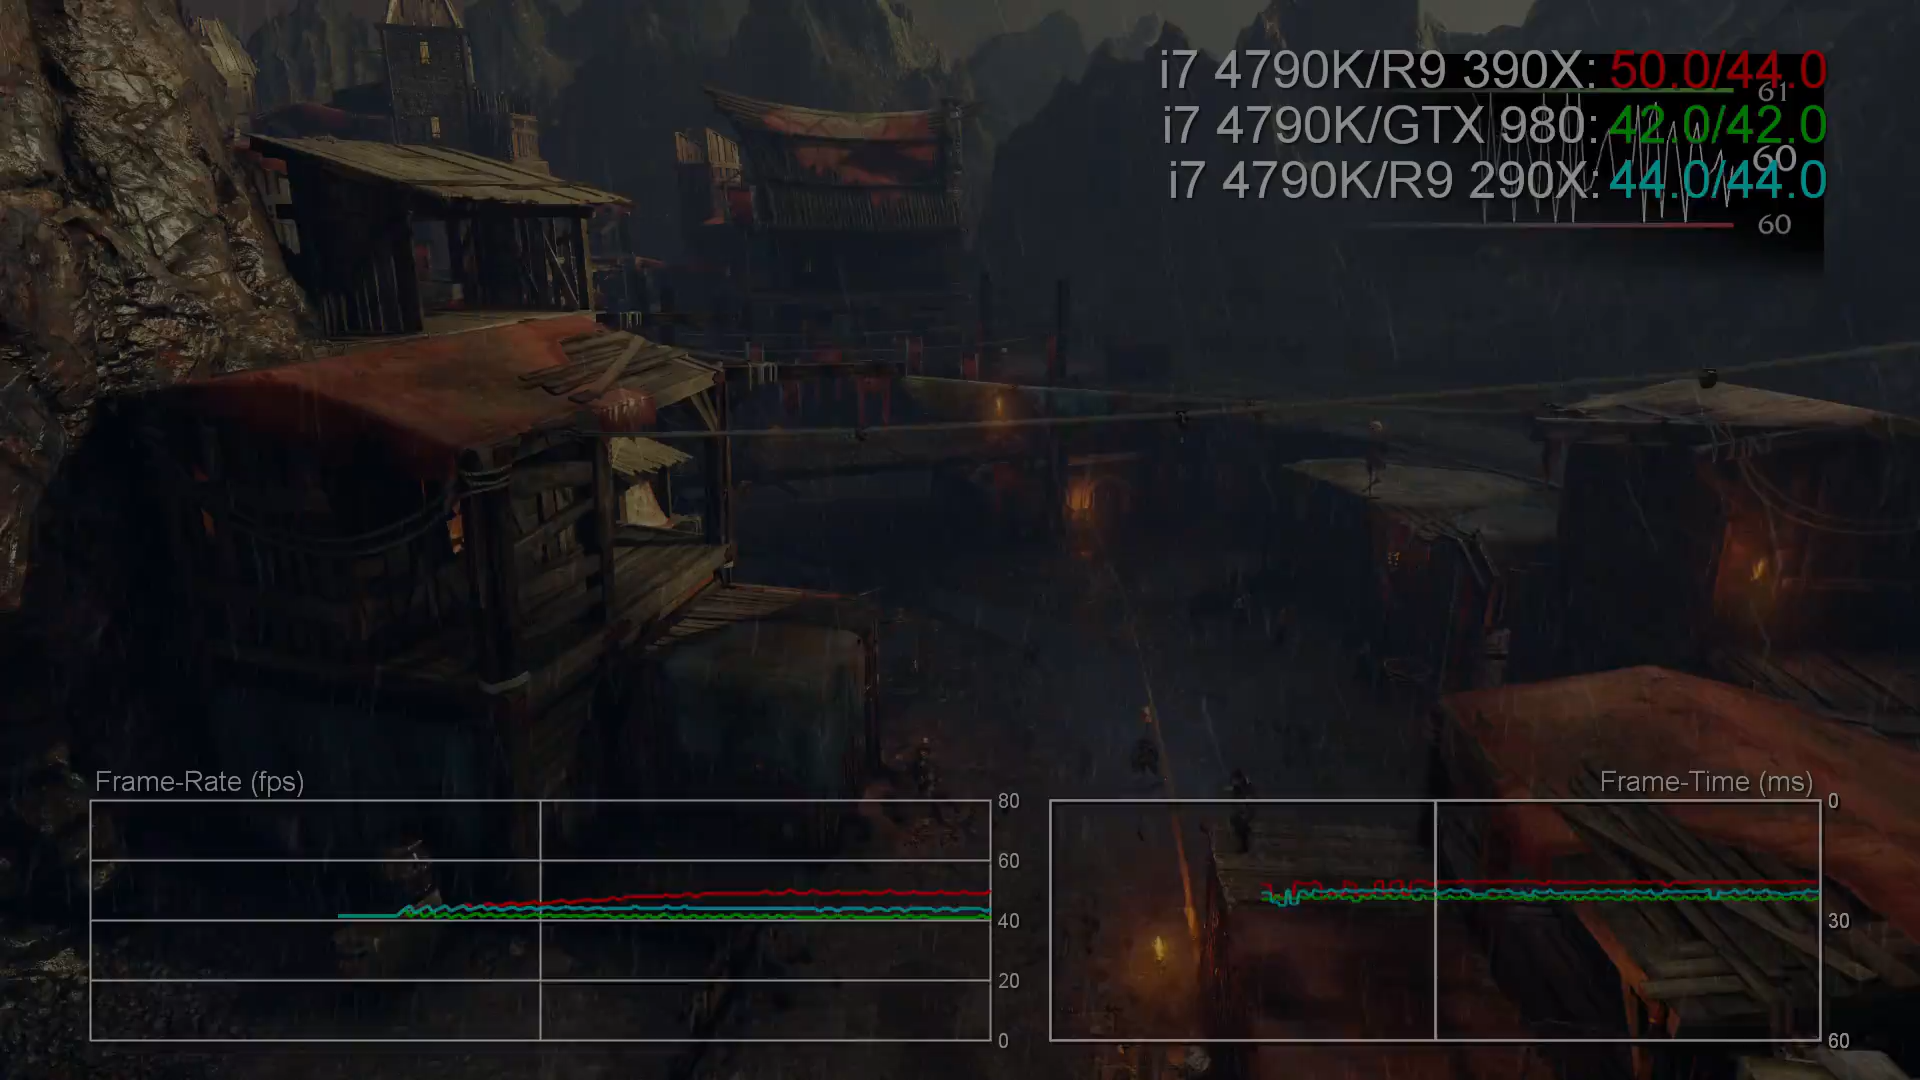 i7 4790K/R9 390X: 50.0/44.0
61
i7 4790K/GTX 980: 42.0/42.0
60
i7 4790K/R9 290X: 44.0/44.0
60
Frame-Rate (fps)
80
60
40
20
0
Frame-Time (ms)
0
30
60